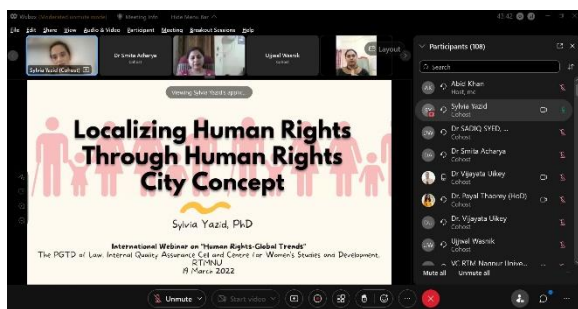 Meeting Info
Hide Menu Bar
43:42
File Edit Share View Audio & Video Participant Meeting Breakout Sessions Help
Sylvia Yazid (Cohost)
Dr Smita Acharya
Cohost
Ujjwal Wasnik
Cohost
Layout
Viewing Sylvia Yazid's applic...
Localizing Human Rights
Through Human Rights
City Concept
Sylvia Yazid, PhD
International Webinar on "Human Rights-Global Trends"
The PGTD of Law, Internal Quality Assurance Cell and Centre for Women's Studies and Development,
RTMNU
19 March 2022
Participants (108)
Search
AK
Abid Khan
Host, me
Sylvia Yazid
Cohost
Dr SADIQ SYED, ...
Cohost
Dr Smita Acharya
Cohost
Dr Vijayata Uikey
Cohost
Dr. Payal Thaorey (HoD)
Cohost
Dr. Vijayata Uikey
Cohost
UW
Ujjwal Wasnik
Cohost
VC RTM Nagpur Unive...
Mute all Unmute all
Unmute
Start video